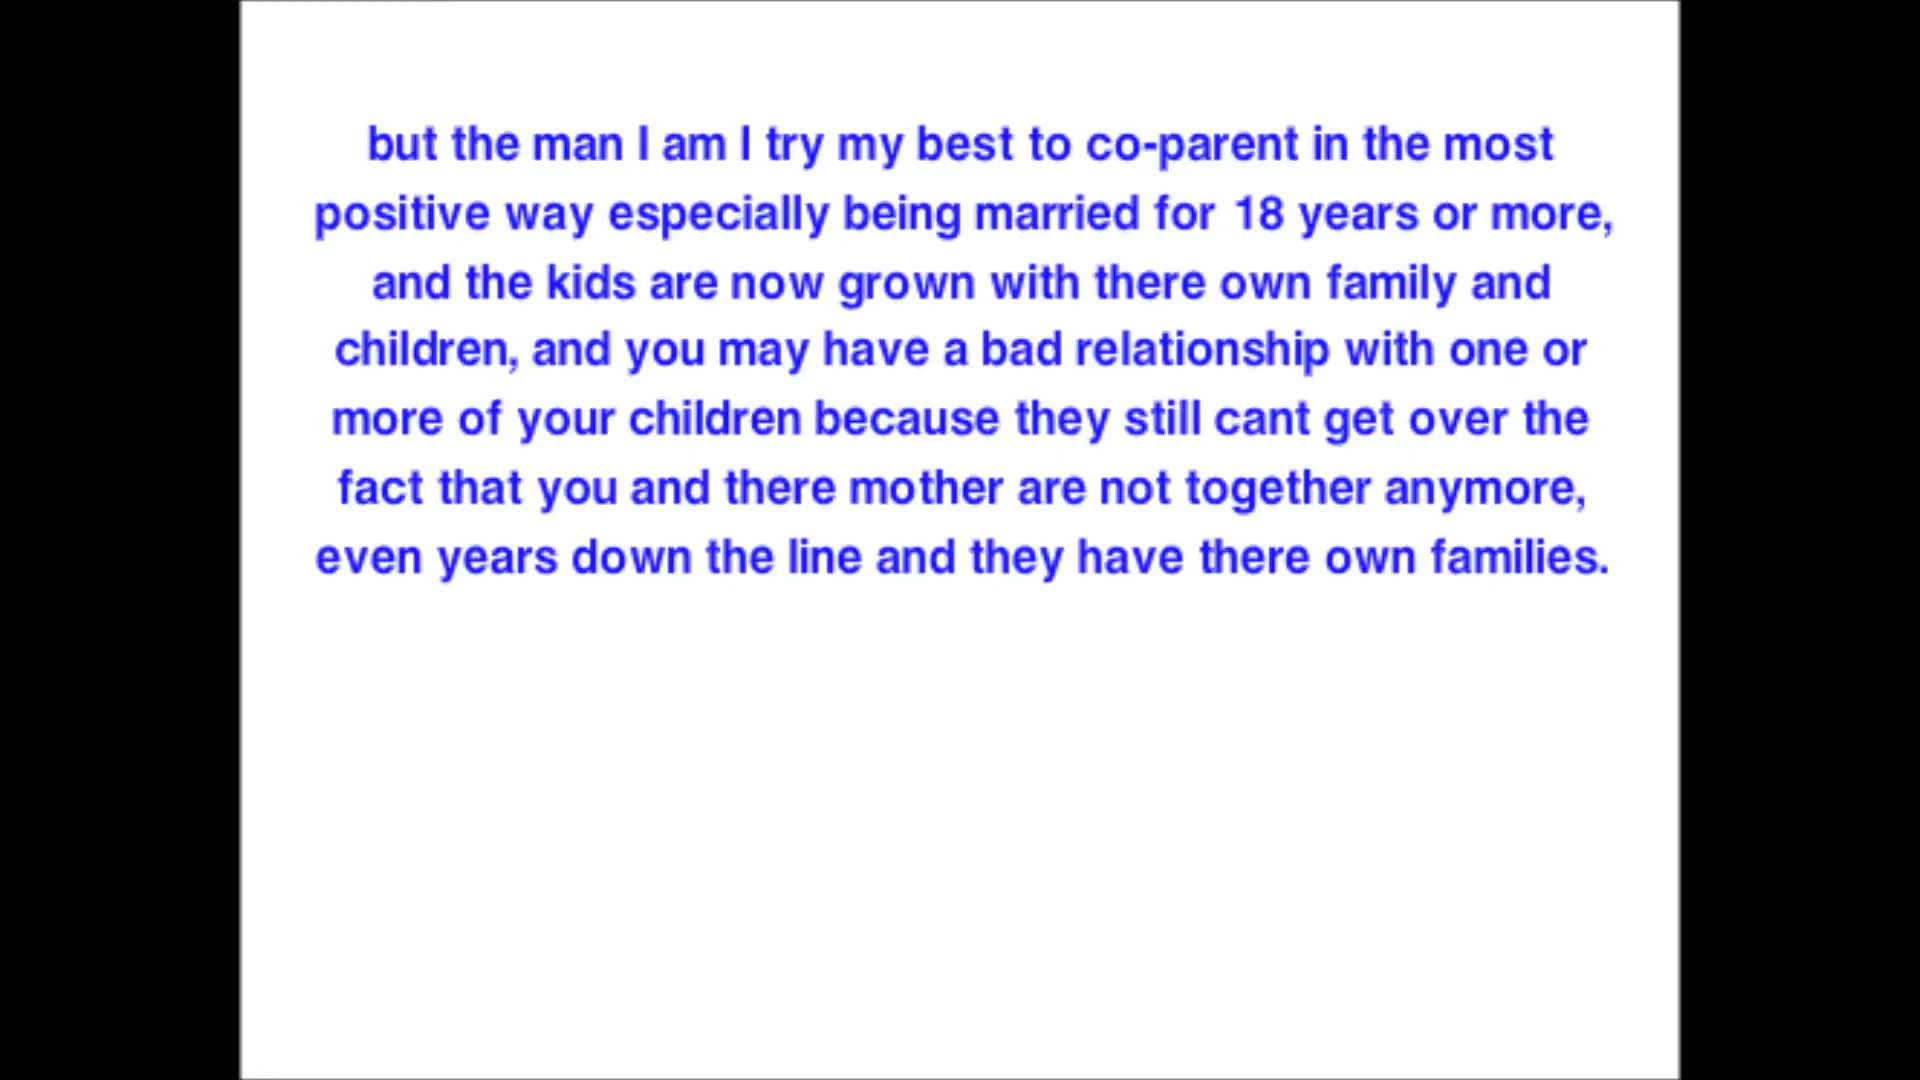 but the man I am I try my best to co-parent in the most
positive way especially being married for 18 years or more,
and the kids are now grown with there own family and
children, and you may have a bad relationship with one or
more of your children because they still cant get over the
fact that you and there mother are not together anymore,
even years down the line and they have there own families.